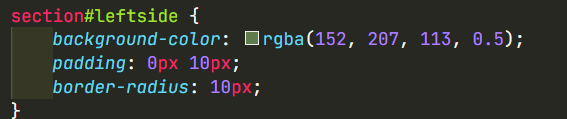 section#leftside {
    background-color: rgba(152, 207, 113, 0.5);
    padding: 0px 10px;
    border-radius: 10px;
}